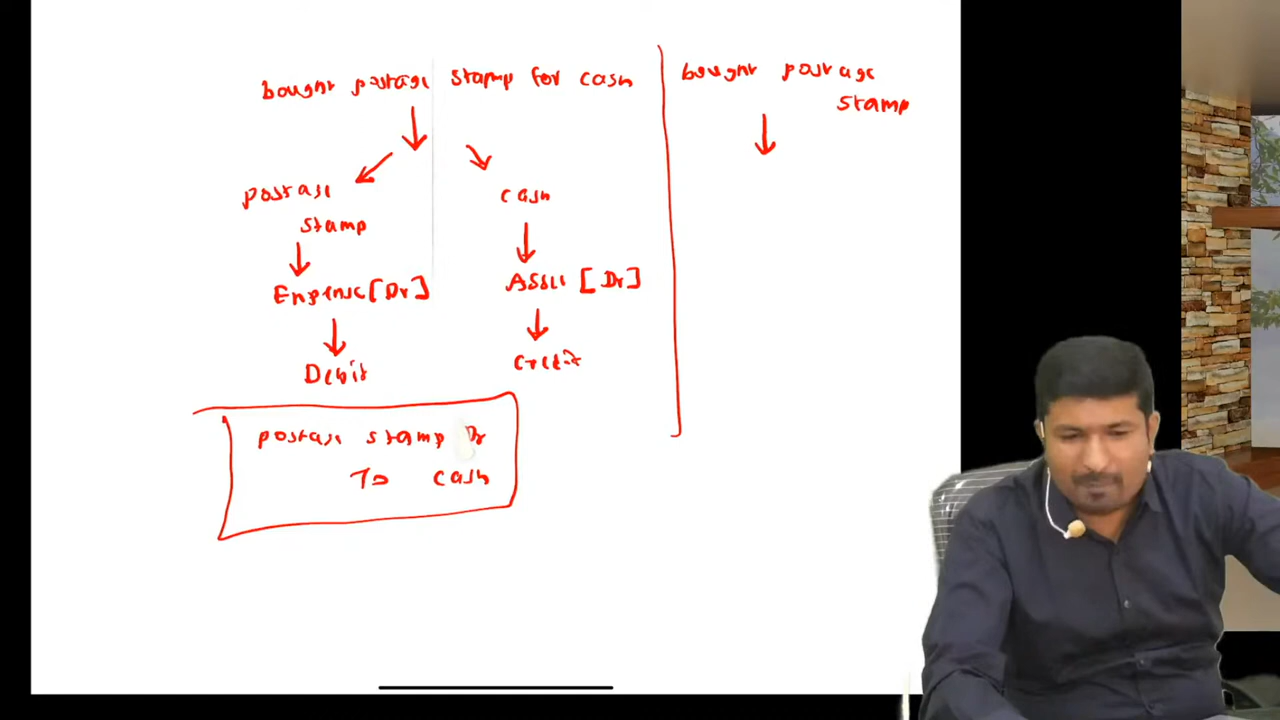 bought postage stamp for cash
postage
stamp
Expense [Dr]
Debit
cash
Asset [Dr]
Credit
postage stamp Dr
To cash
bought postage
stamp